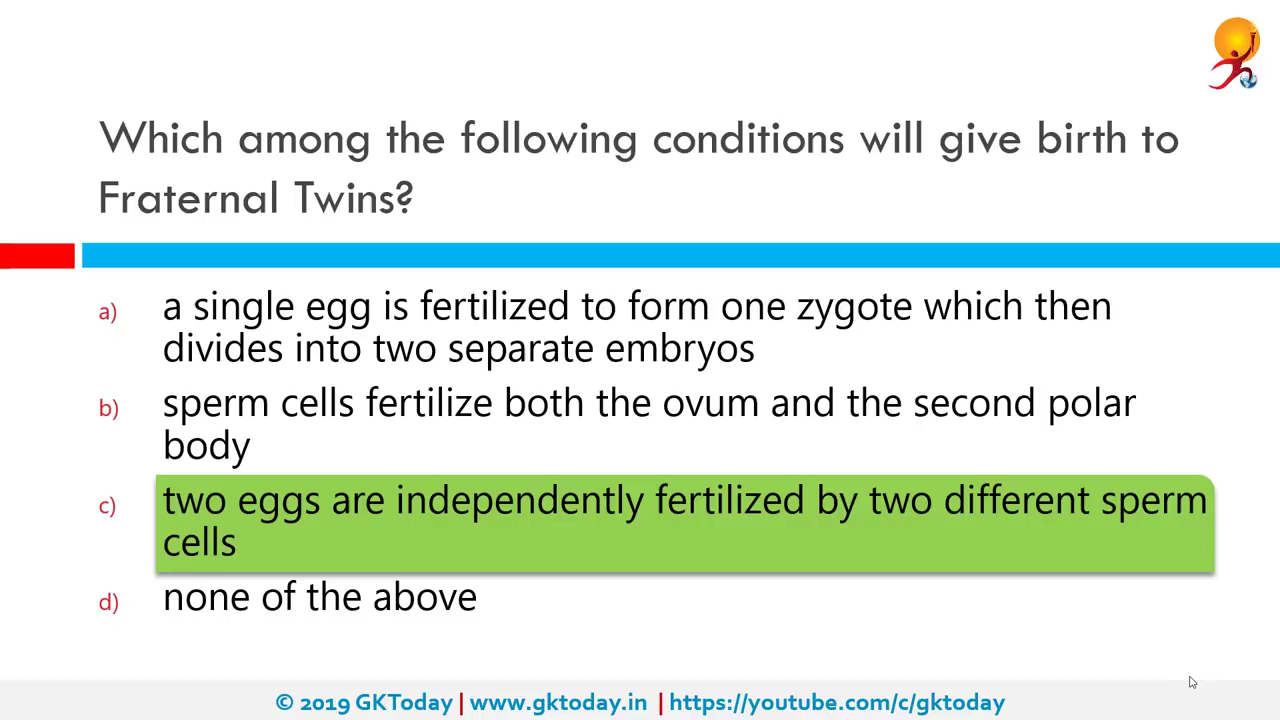 Which among the following conditions will give birth to
Fraternal Twins?
a) a single egg is fertilized to form one zygote which then
divides into two separate embryos
b) sperm cells fertilize both the ovum and the second polar
body
c) two eggs are independently fertilized by two different sperm
cells
d) none of the above
© 2019 GKToday | www.gktoday.in | https://youtube.com/c/gktoday